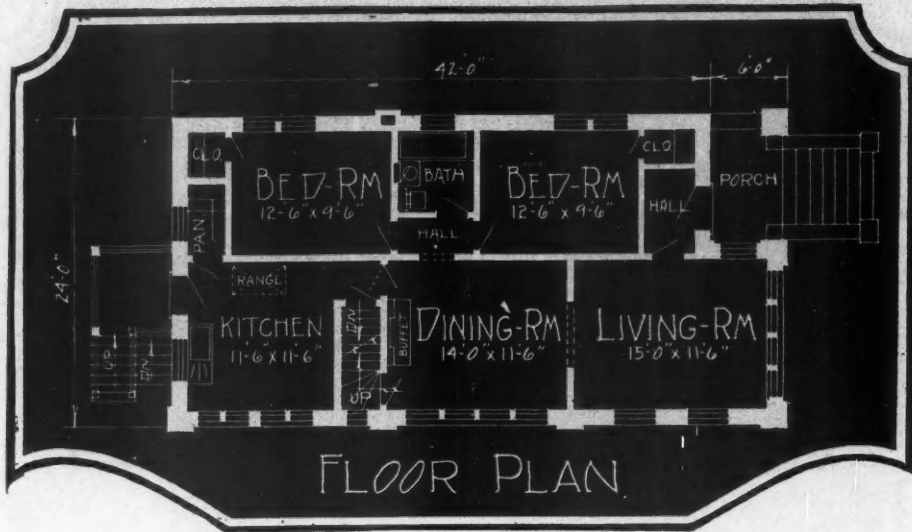 42'-0"
6'-0"
24'-0"
CLO.
BED-RM
12'-6" x 9'-6"
BATH
BED-RM
12'-6" x 9'-6"
CLO.
PORCH
HALL
HALL
PAN.
RANGE
KITCHEN
11'-6" x 11'-6"
UP
DN
DN
UP
BUFFET
DINING-RM
14'-0" x 11'-6"
LIVING-RM
15'-0" x 11'-6"
FLOOR PLAN.